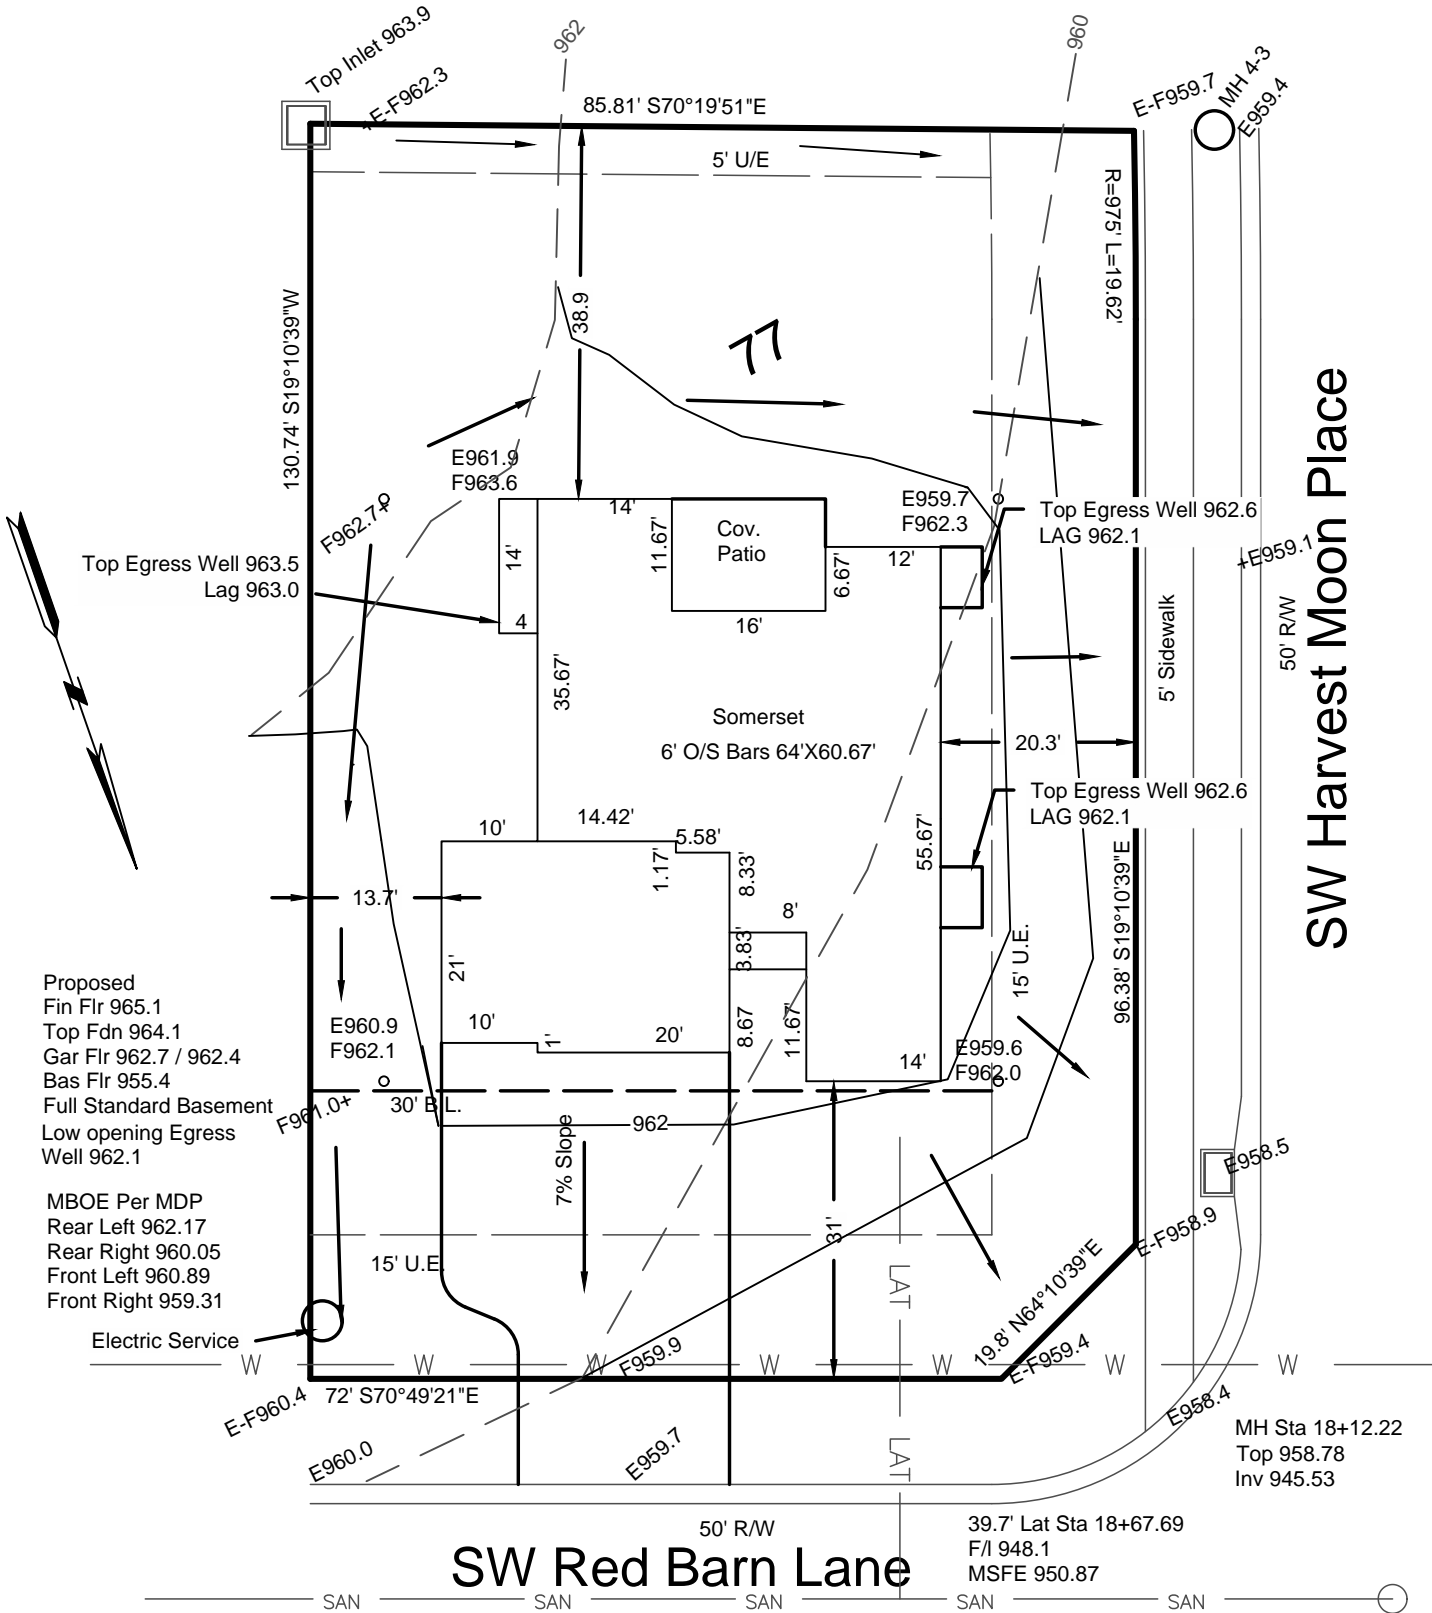 Top Inlet 963.9
+E-F962.3
962
85.81' S70°19'51"E
960
E-F959.7
MH 4-3
E959.4
5' U/E
R=975' L=19.62'
130.74' S19°10'39"W
38.9
77
E961.9
F963.6
F962.7+
14'
11.67'
Cov.
Patio
E959.7
F962.3
12'
6.67'
Top Egress Well 962.6
LAG 962.1
+E959.1
Top Egress Well 963.5
Lag 963.0
14'
4
16'
35.67'
5' Sidewalk
50' R/W
SW Harvest Moon Place
Somerset
6' O/S Bars 64'X60.67'
20.3'
Top Egress Well 962.6
LAG 962.1
10'
14.42'
5.58'
1.17'
8.33'
55.67'
13.7'
8'
3.83'
96.38' S19°10'39"E
15' U.E.
21'
Proposed
Fin Flr 965.1
Top Fdn 964.1
Gar Flr 962.7 / 962.4
Bas Flr 955.4
Full Standard Basement
Low opening Egress
Well 962.1
E960.9
F962.1
10'
1'
20'
8.67
11.67'
14'
E959.6
F962.0
F961.0+
30' B.L.
962
7% Slope
E958.5
MBOE Per MDP
Rear Left 962.17
Rear Right 960.05
Front Left 960.89
Front Right 959.31
31'
15' U.E.
E-F958.9
LAT
19.8' N64°10'39"E
Electric Service
W W W W W W W
F959.9
E-F959.4
E-F960.4
72' S70°49'21"E
E958.4
E960.0
E959.7
LAT
MH Sta 18+12.22
Top 958.78
Inv 945.53
50' R/W
39.7' Lat Sta 18+67.69
F/l 948.1
MSFE 950.87
SW Red Barn Lane
SAN SAN SAN SAN SAN